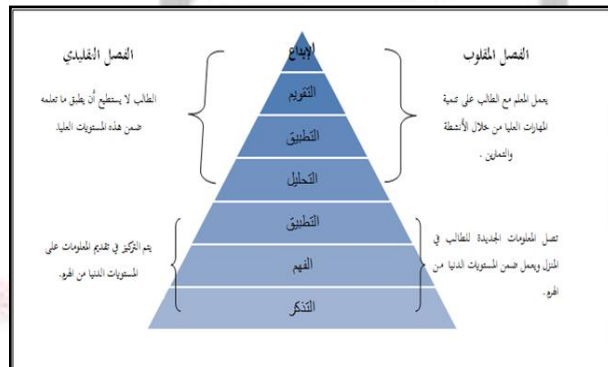 الفصل المقلوب
يعمل المعلم مع الطالب على تنمية
المهارات العليا من خلال الأنشطة
والتمارين .
تصل المعلومات الجديدة للطالب في
المنزل ويعمل ضمن المستويات الدنيا من
الهرم.
الإبداع
التقويم
التطبيق
التحليل
التطبيق
الفهم
التذكر
الفصل التقليدي
الطالب لا يستطيع أن يطبق ما تعلمه
ضمن هذه المستويات العليا.
يتم التركيز في تقديم المعلومات على
المستويات الدنيا من الهرم.